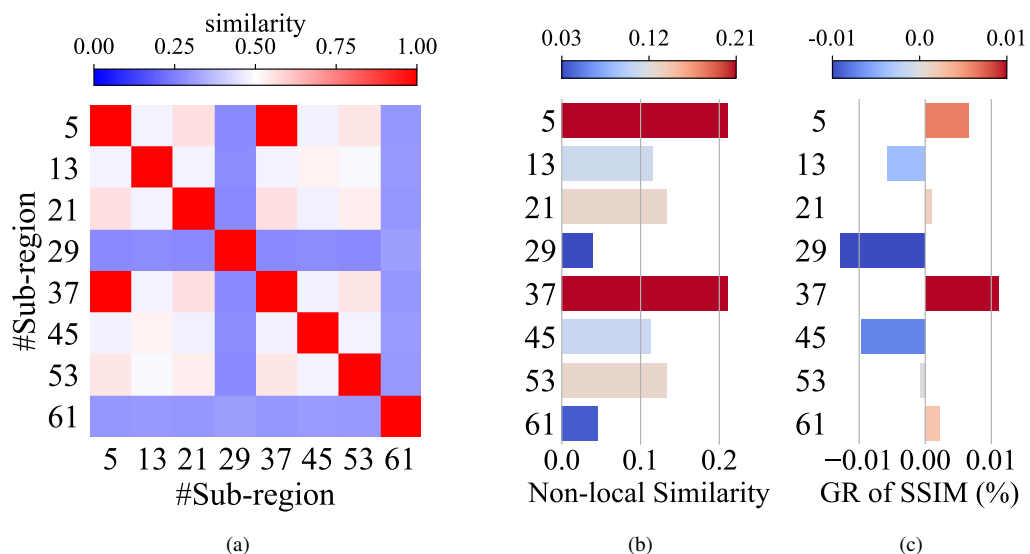 similarity
0.00 0.25 0.50 0.75 1.00
#Sub-region
5
13
21
29
37
45
53
61
5 13 21 29 37 45 53 61
#Sub-region
(a)
0.03 0.12 0.21
5
13
21
29
37
45
53
61
0.0 0.1 0.2
Non-local Similarity
(b)
-0.01 0.0 0.01
5
13
21
29
37
45
53
61
−0.01 0.00 0.01
GR of SSIM (%)
(c)